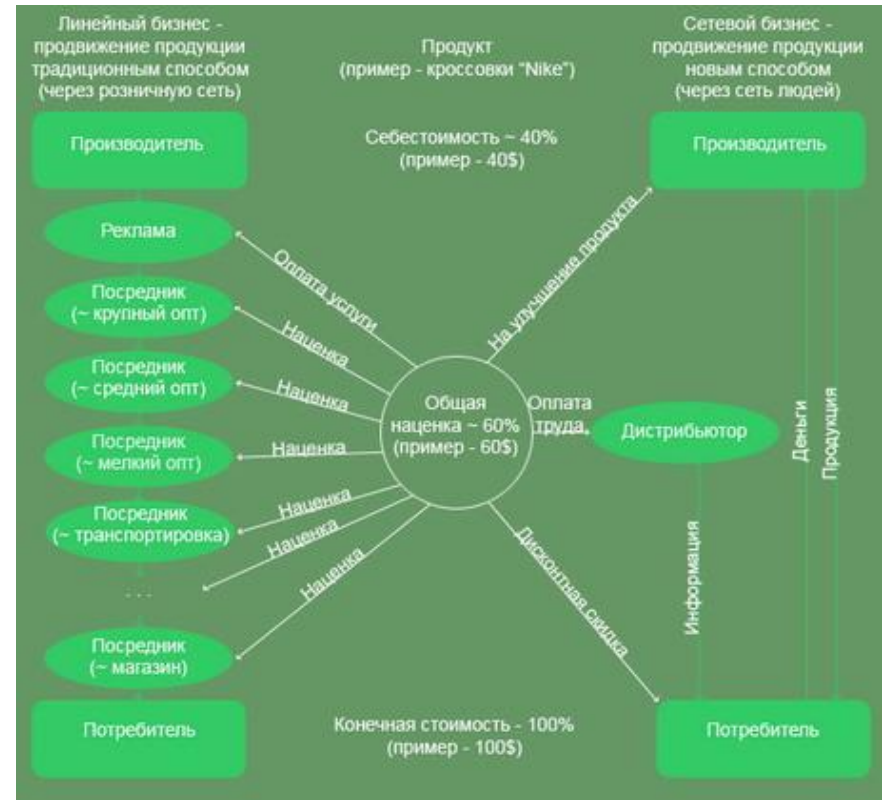 Линейный бизнес -
продвижение продукции
традиционным способом
(через розничную сеть)
Продукт
(пример - кроссовки "Nike")
Сетевой бизнес -
продвижение продукции
новым способом
(через сеть людей)
Производитель
Себестоимость ~ 40%
(пример - 40$)
Производитель
Реклама
Посредник
(~ крупный опт)
Посредник
(~ средний опт)
Посредник
(~ мелкий опт)
Посредник
(~ транспортировка)
. . .
Посредник
(~ магазин)
Потребитель
Оплата услуги
Наценка
Наценка
Наценка
Наценка
Наценка
Наценка
Общая
наценка ~ 60%
(пример - 60$)
На улучшение продукта
Оплата
труда
Дисконтная скидка
Дистрибьютор
Информация
Деньги
Продукция
Конечная стоимость - 100%
(пример - 100$)
Потребитель